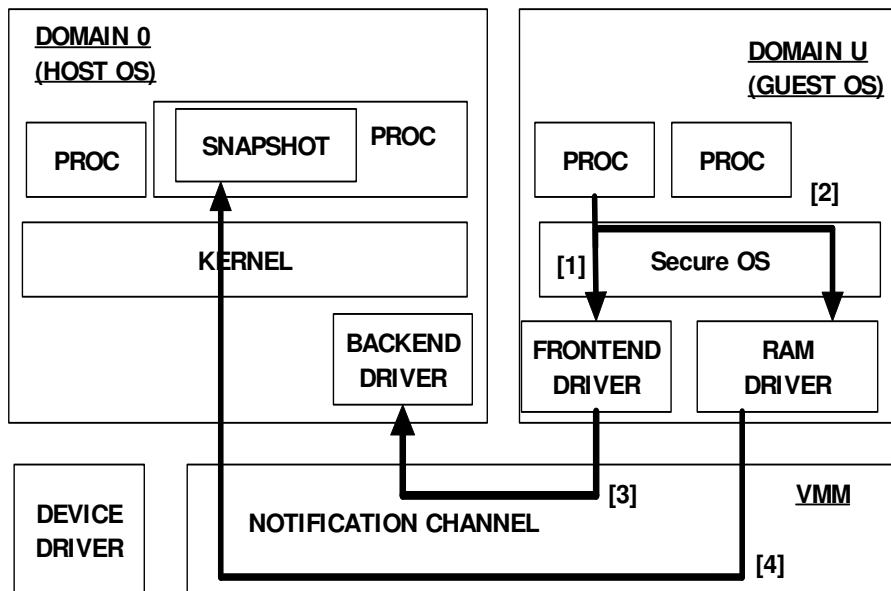 DOMAIN 0
(HOST OS)
PROC
SNAPSHOT
PROC
KERNEL
BACKEND
DRIVER
DOMAIN U
(GUEST OS)
PROC
PROC
[2]
[1]
Secure OS
FRONTEND
DRIVER
RAM
DRIVER
DEVICE
DRIVER
[3]
VMM
NOTIFICATION CHANNEL
[4]